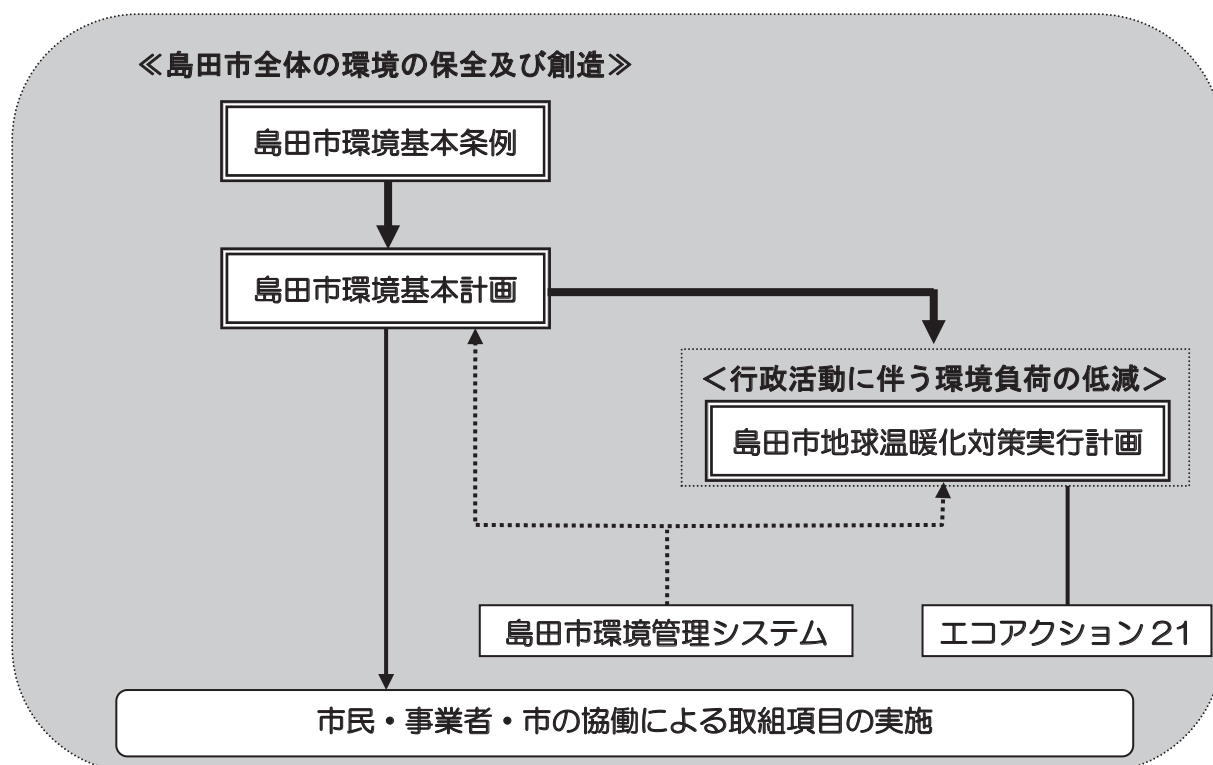 ≪島田市全体の環境の保全及び創造≫
島田市環境基本条例
島田市環境基本計画
＜行政活動に伴う環境負荷の低減＞
島田市地球温暖化対策実行計画
島田市環境管理システム
エコアクション21
市民・事業者・市の協働による取組項目の実施